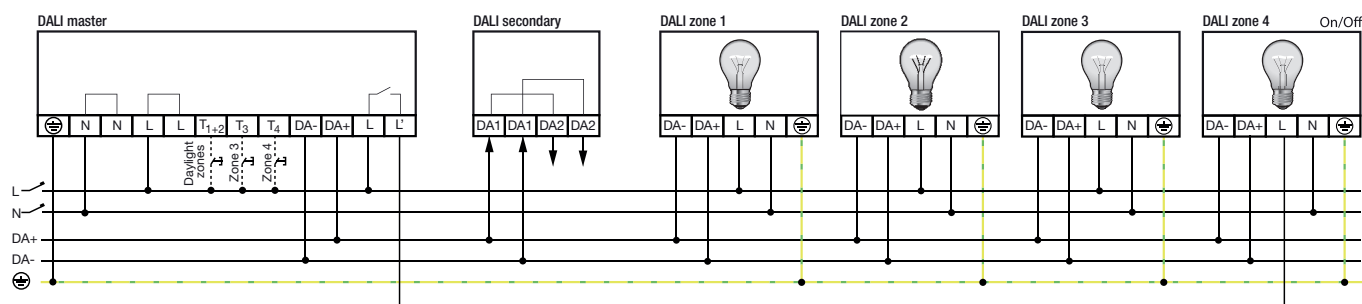 DALI master
DALI secondary
DALI zone 1
DALI zone 2
DALI zone 3
DALI zone 4
On/Off
N N L L T1+2 T3 T4 DA- DA+ L L'
DA1 DA1 DA2 DA2
DA- DA+ L N
DA- DA+ L N
DA- DA+ L N
DA- DA+ L N
Daylight
zones
Zone 3
Zone 4
L
N
DA+
DA-